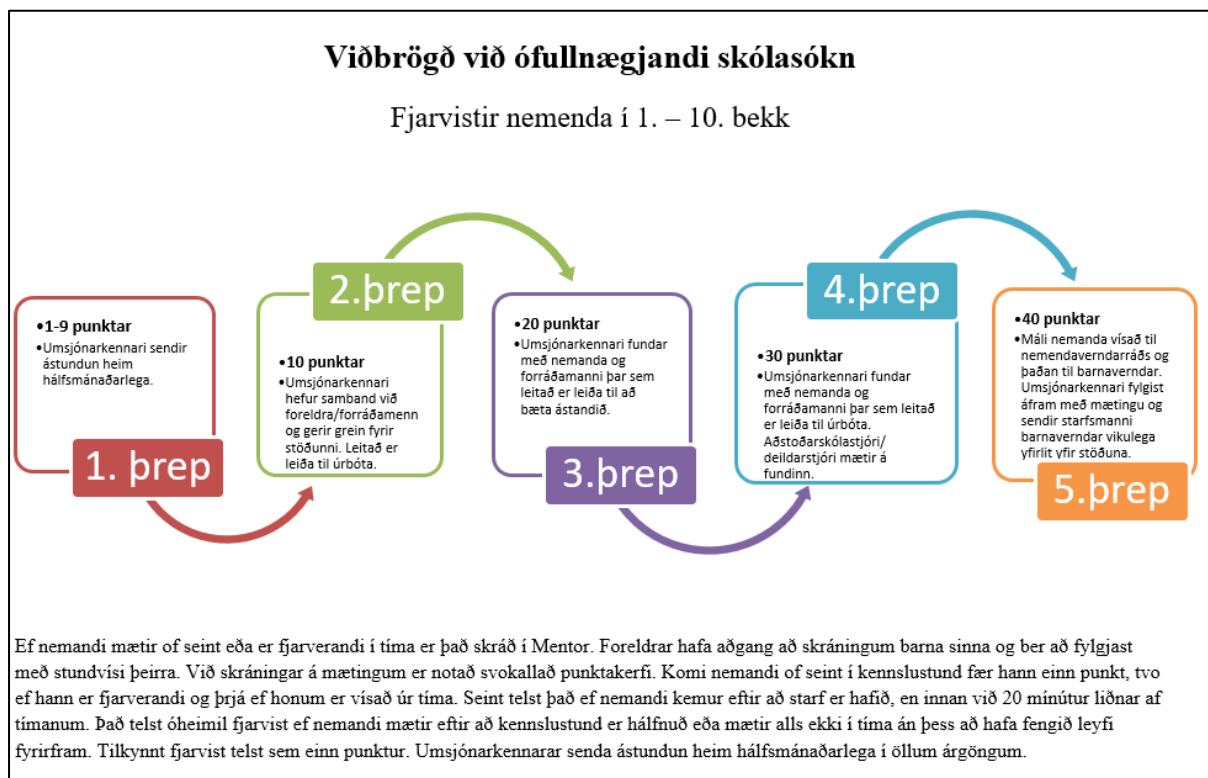 Viðbrögð við ófullnægjandi skólasókn
Fjarvistir nemenda í 1. – 10. bekk
•1-9 punktar
•Umsjónarkennari sendir
ástundun heim
hálfsmánaðarlega.
1. þrep
2.þrep
•10 punktar
•Umsjónarkennari
hefur samband við
foreldra/forráðamenn
og gerir grein fyrir
stöðunni. Leitað er
leiða til úrbóta.
•20 punktar
•Umsjónarkennari fundar
með nemanda og
forráðamanni þar sem
leitað er leiða til að
bæta ástandið.
3.þrep
4.þrep
•30 punktar
•Umsjónarkennari fundar
með nemanda og
forráðamanni þar sem leitað
er leiða til úrbóta.
Aðstoðarskólastjóri/
deildarstjóri mætir á
fundinn.
•40 punktar
•Máli nemanda vísað til
nemendaverndarráðs og
þaðan til barnaverndar.
Umsjónarkennari fylgist
áfram með mætingu og
sendir starfsmanni
barnaverndar vikulega
yfirlit yfir stöðuna.
5.þrep
Ef nemandi mætir of seint eða er fjarverandi í tíma er það skráð í Mentor. Foreldrar hafa aðgang að skráningum barna sinna og ber að fylgjast
með stundvísi þeirra. Við skráningar á mætingum er notað svokallað punktakerfi. Komi nemandi of seint í kennslustund fær hann einn punkt, tvo
ef hann er fjarverandi og þrjá ef honum er vísað úr tíma. Seint telst það ef nemandi kemur eftir að starf er hafið, en innan við 20 mínútur liðnar af
tímanum. Það telst óheimil fjarvist ef nemandi mætir eftir að kennslustund er hálfnuð eða mætir alls ekki í tíma án þess að hafa fengið leyfi
fyrirfram. Tilkynnt fjarvist telst sem einn punktur. Umsjónarkennarar senda ástundun heim hálfsmánaðarlega í öllum árgöngum.